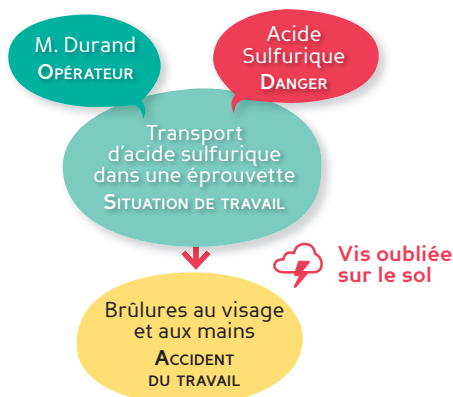 M. Durand
OPÉRATEUR
Acide
Sulfurique
DANGER
Transport
d'acide sulfurique
dans une éprouvette
SITUATION DE TRAVAIL
Vis oubliée
sur le sol
Brûlures au visage
et aux mains
ACCIDENT
DU TRAVAIL